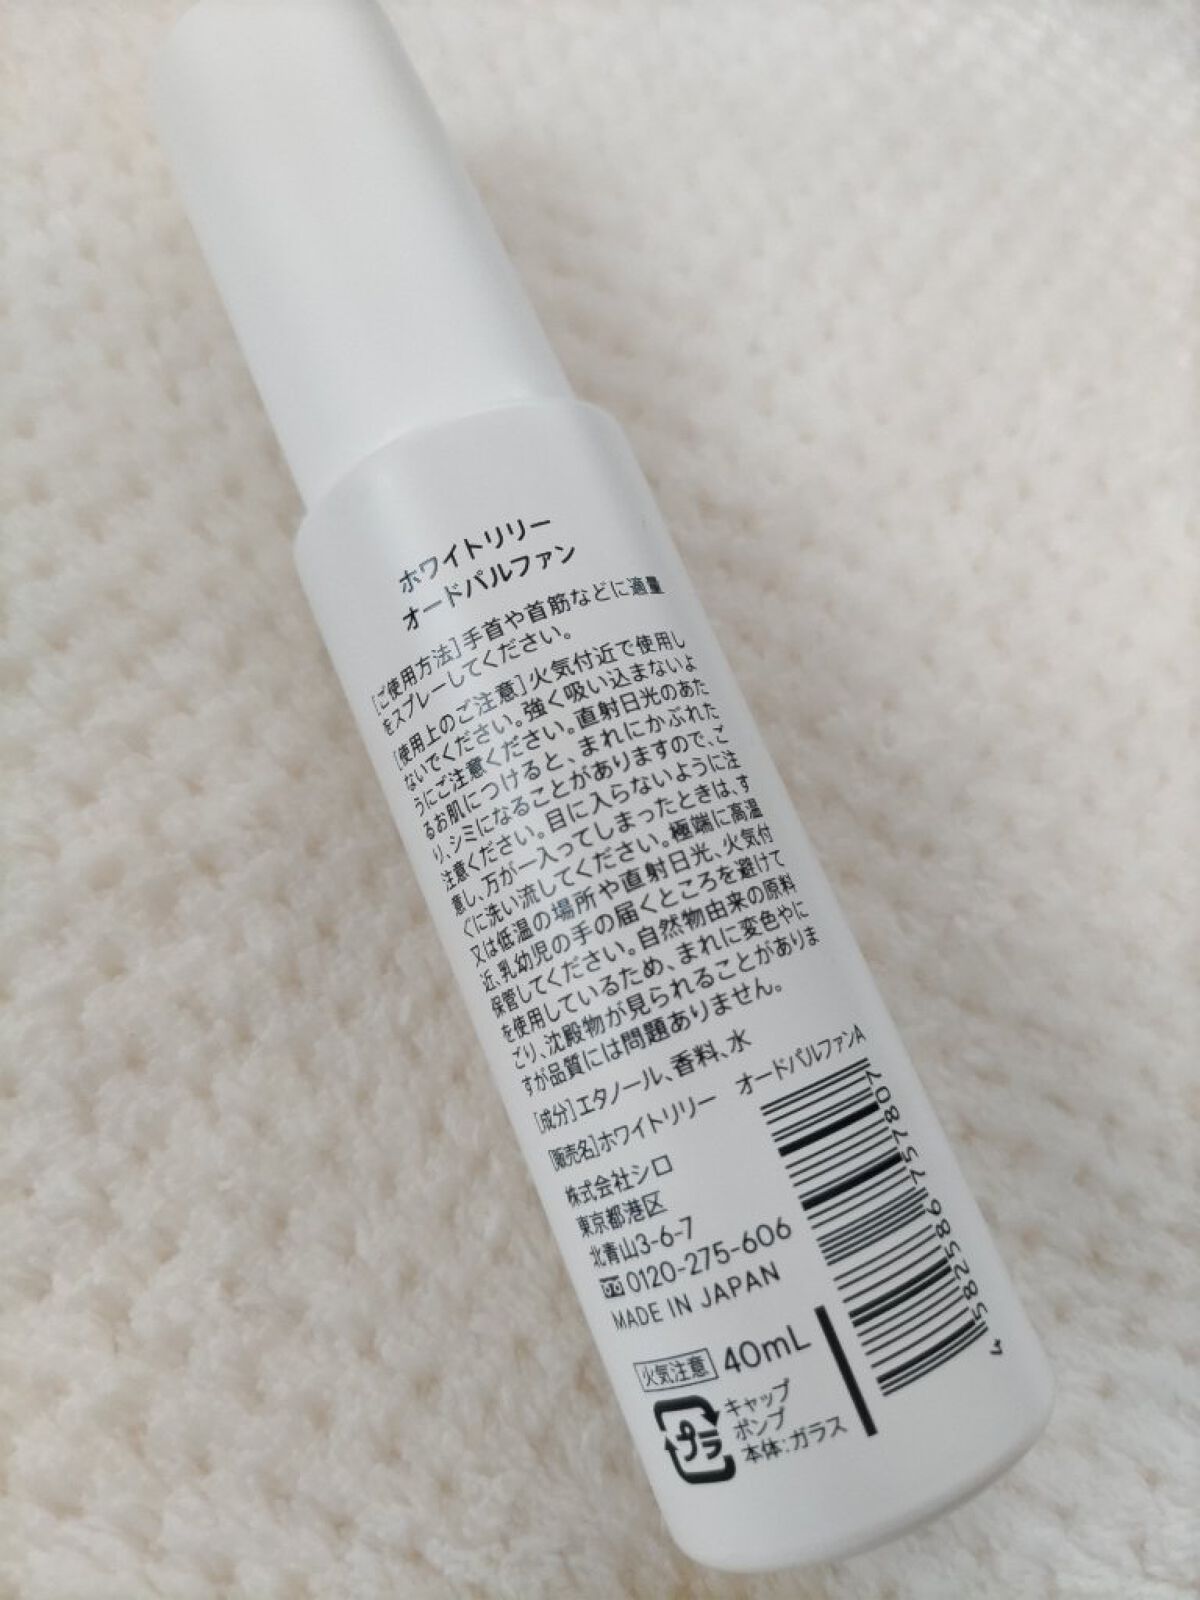 ホワイトリリー
オードパルファン
[ご使用方法]手首や首筋などに適量
をスプレーしてください。
[使用上のご注意]火気付近で使用し
ないでください。強く吸い込まないよ
うにご注意ください。直射日光のあた
るお肌につけると、まれにかぶれた
り、シミになることがありますので、ご
注意ください。目に入らないように注
意し、万が一入ってしまったときは、す
ぐに洗い流してください。極端に高温
又は低温の場所や直射日光、火気付
近、乳幼児の手の届くところを避けて
保管してください。自然物由来の原料
を使用しているため、まれに変色やに
ごり、沈殿物が見られることがありま
すが品質には問題ありません。
[成分]エタノール、香料、水
[販売名]ホワイトリリー オードパルファンA
株式会社シロ
東京都港区
北青山3-6-7
0120-275-606
MADE IN JAPAN
火気注意 40mL
プラ
キャップ
ポンプ
本体:ガラス
4 582586 757807